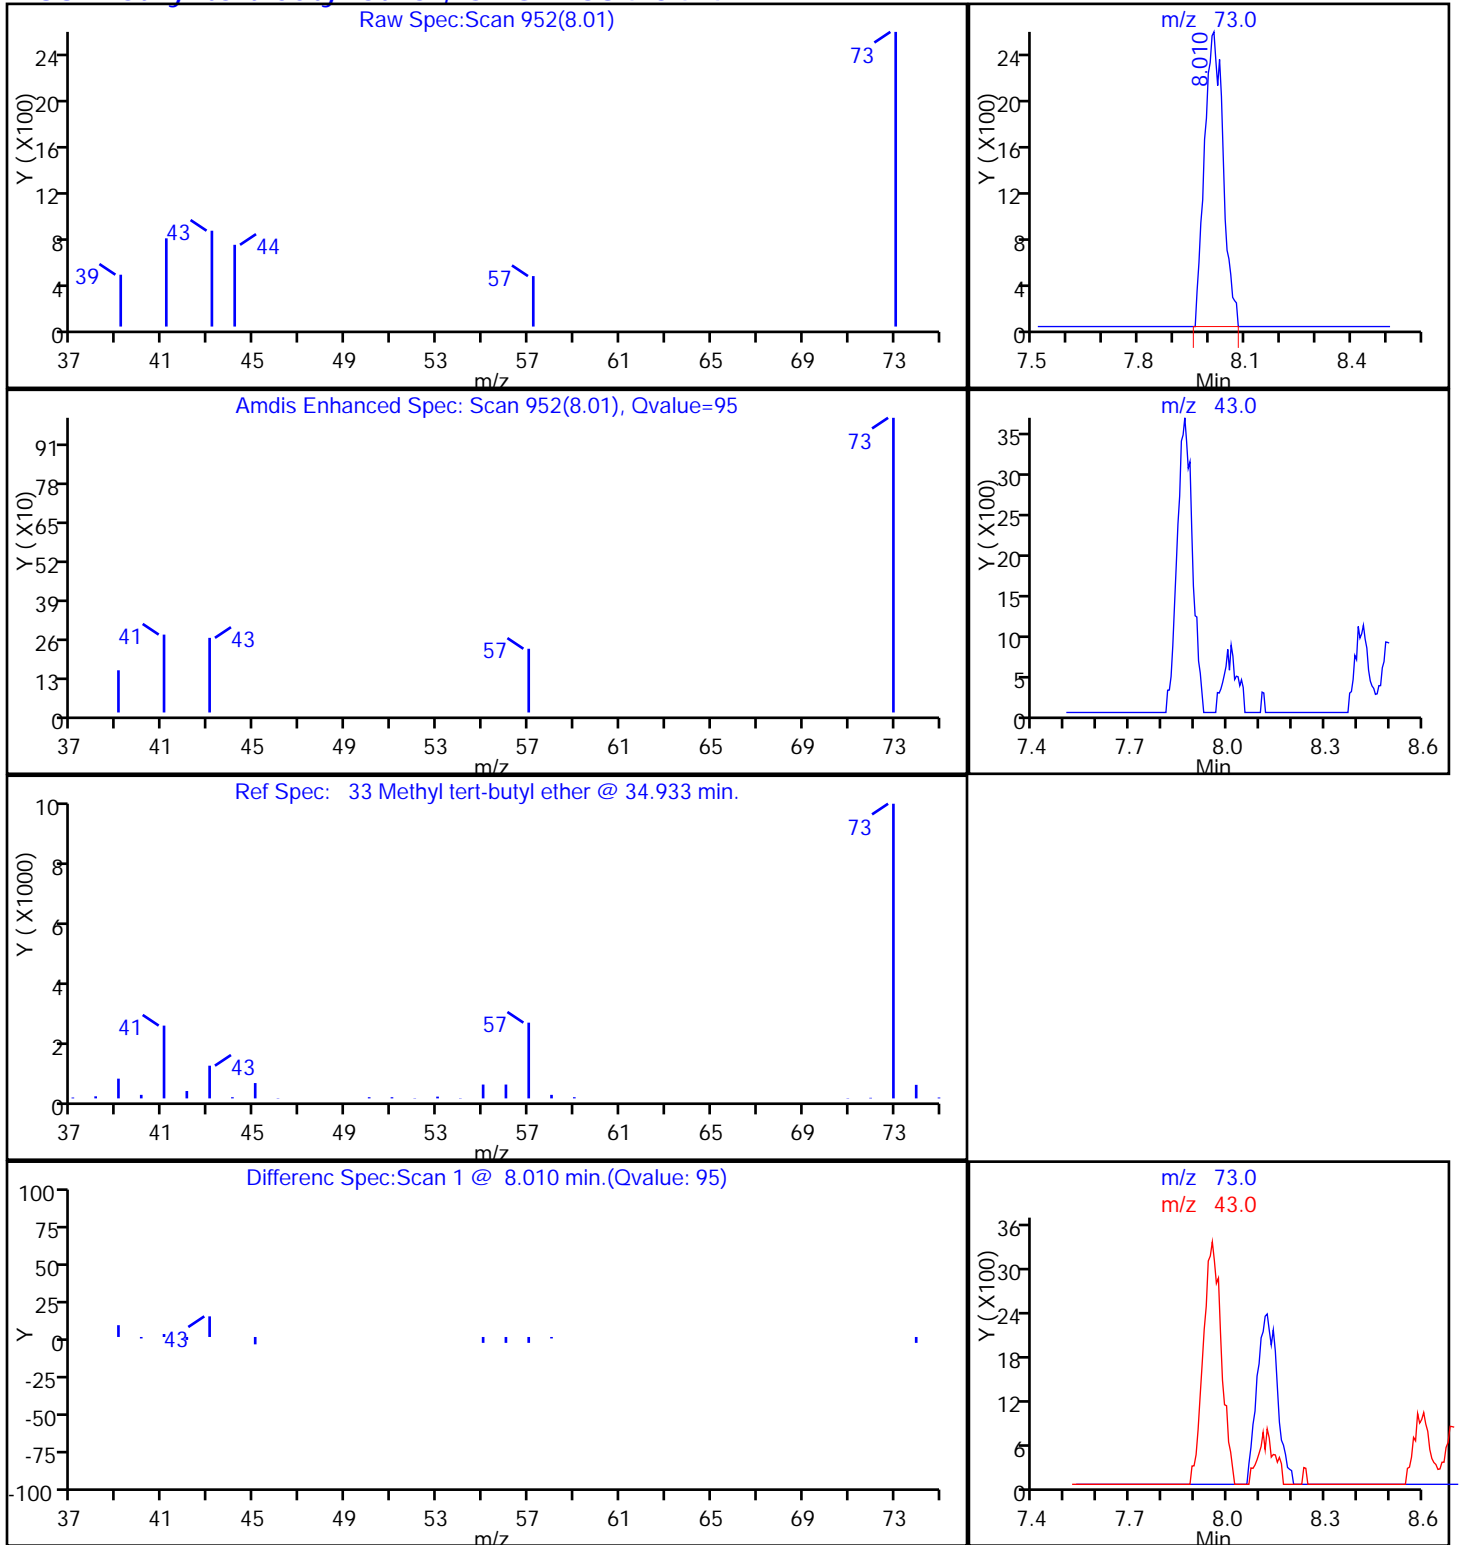 Raw Spec:Scan 952(8.01)
Y ( X100)
24
20
16
12
8
4
0
73
39
43
44
57
37 41 45 49 53 57 61 65 69 73
m/z
m/z 73.0
Y ( X100)
24
20
16
12
8
4
0
8.010
7.5 7.8 8.1 8.4
Min
Amdis Enhanced Spec: Scan 952(8.01), Qvalue=95
Y ( X10)
91
78
65
52
39
26
13
0
73
41
43
57
37 41 45 49 53 57 61 65 69 73
m/z
m/z 43.0
Y ( X100)
35
30
25
20
15
10
5
0
7.4 7.7 8.0 8.3 8.6
Min
Ref Spec: 33 Methyl tert-butyl ether @ 34.933 min.
Y ( X1000)
10
8
6
4
2
0
73
41
43
57
37 41 45 49 53 57 61 65 69 73
m/z
Differenc Spec:Scan 1 @ 8.010 min.(Qvalue: 95)
Y
100
75
50
25
0
-25
-50
-75
-100
43
37 41 45 49 53 57 61 65 69 73
m/z
m/z 73.0
m/z 43.0
Y ( X100)
36
30
24
18
12
6
0
7.4 7.7 8.0 8.3 8.6
Min